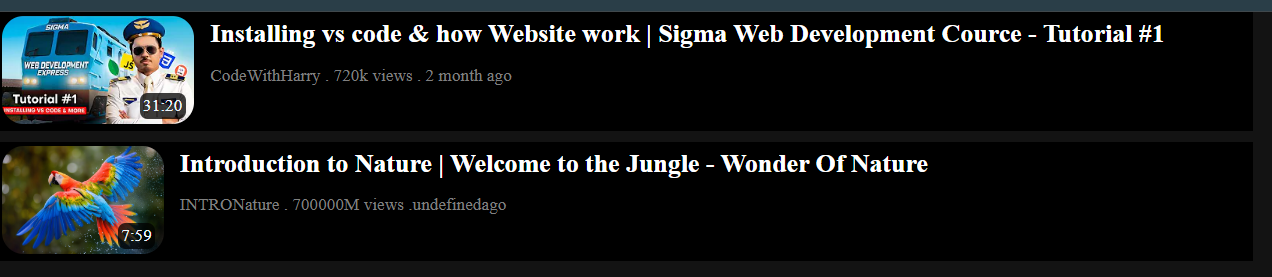 Installing vs code & how Website work | Sigma Web Development Cource - Tutorial #1
CodeWithHarry . 720k views . 2 month ago
SIGMA
WEB DEVELOPMENT
EXPRESS
JS
Tutorial #1
INSTALLING VS CODE & MORE
31:20
Introduction to Nature | Welcome to the Jungle - Wonder Of Nature
INTRONature . 700000M views .undefinedago
7:59